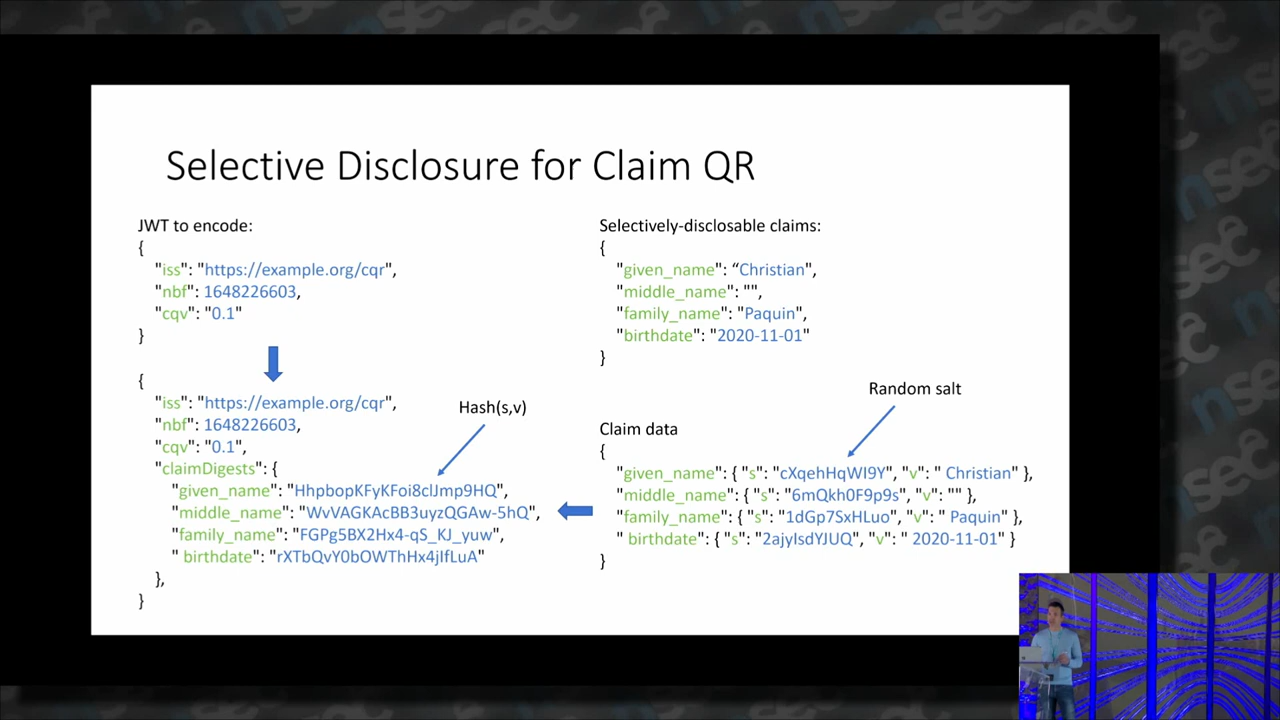 Selective Disclosure for Claim QR
JWT to encode:
{
"iss": "https://example.org/cqr",
"nbf": 1648226603,
"cqv": "0.1"
}
{
"iss": "https://example.org/cqr",
"nbf": 1648226603,
"cqv": "0.1",
"claimDigests": {
"given_name": "HhpbopKFyKFoi8clJmp9HQ",
"middle_name": "WvVAGKAcBB3uyzQGAw-5hQ",
"family_name": "FGPg5BX2Hx4-qS_KJ_yuw",
" birthdate": "rXTbQvY0bOWThHx4jIfLuA"
},
}
Hash(s,v)
Selectively-disclosable claims:
{
"given_name": “Christian",
"middle_name": "",
"family_name": "Paquin",
"birthdate": "2020-11-01"
}
Random salt
Claim data
{
"given_name": { "s": "cXqehHqWI9Y", "v": " Christian" },
"middle_name": { "s": "6mQkh0F9p9s", "v": "" },
"family_name": { "s": "1dGp7SxHLuo", "v": " Paquin" },
" birthdate": { "s": "2ajyIsdYJUQ", "v": " 2020-11-01" }
}
nsec